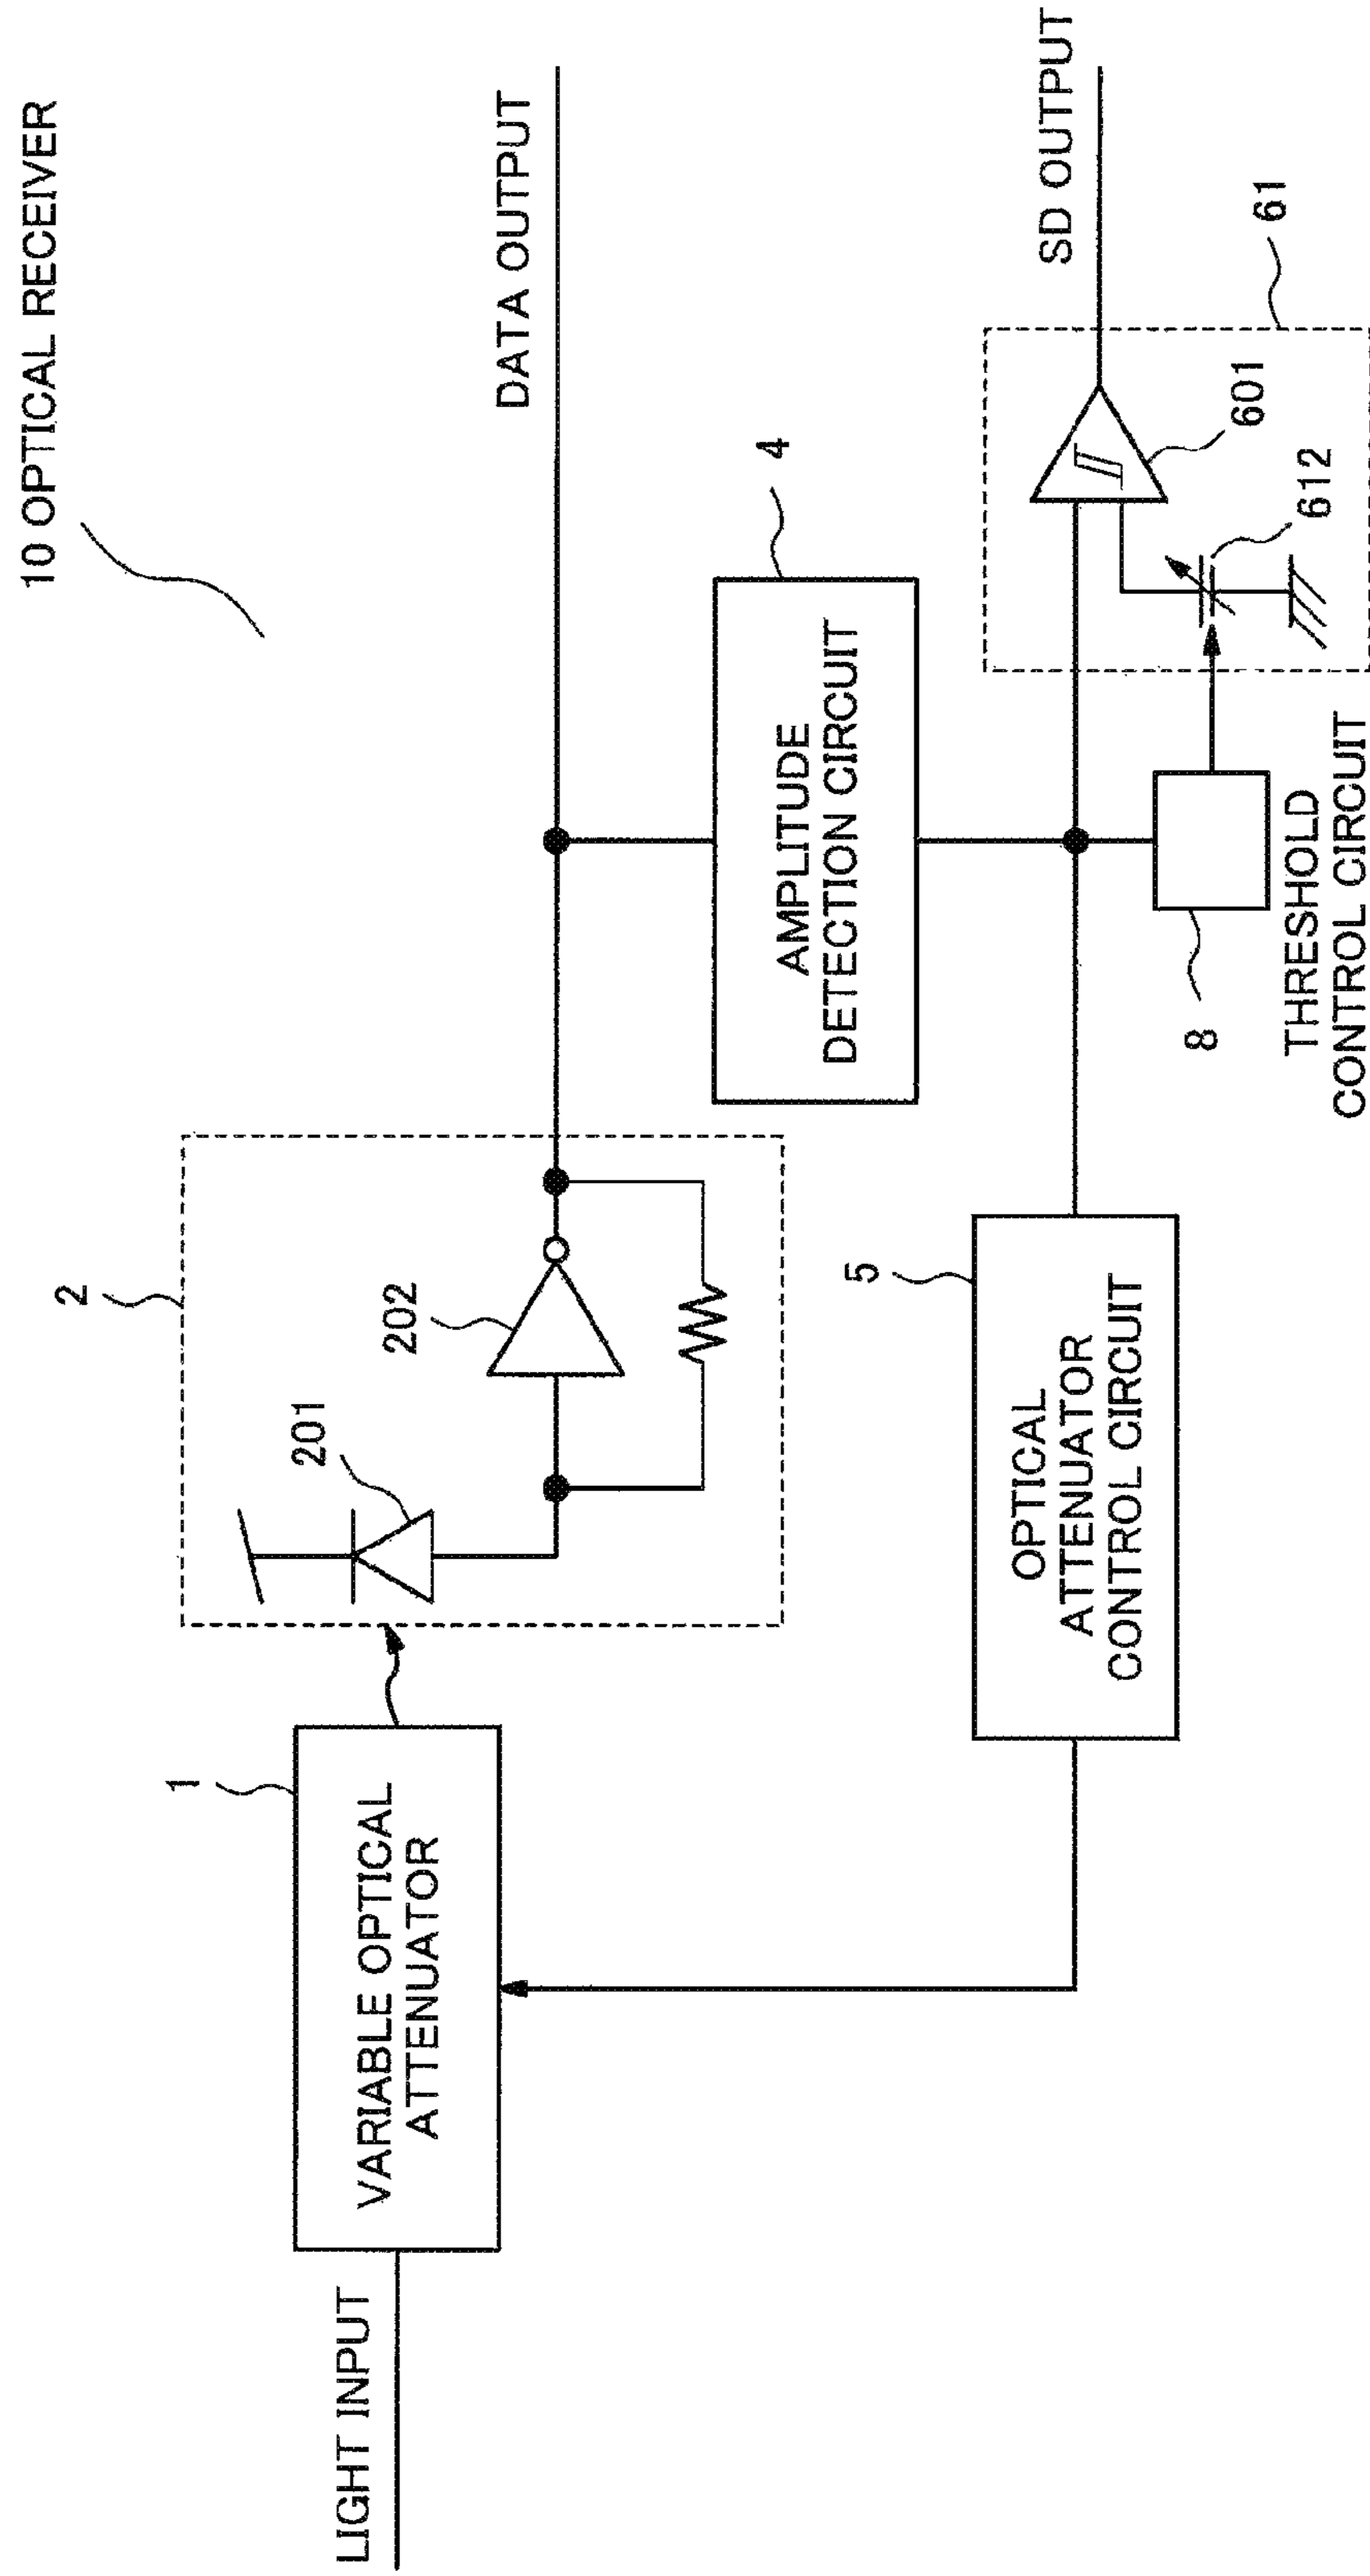 10 OPTICAL RECEIVER
LIGHT INPUT
1
VARIABLE OPTICAL
ATTENUATOR
2
201
202
DATA OUTPUT
4
AMPLITUDE
DETECTION CIRCUIT
5
OPTICAL
ATTENUATOR
CONTROL CIRCUIT
8
THRESHOLD
CONTROL CIRCUIT
SD OUTPUT
61
601
612